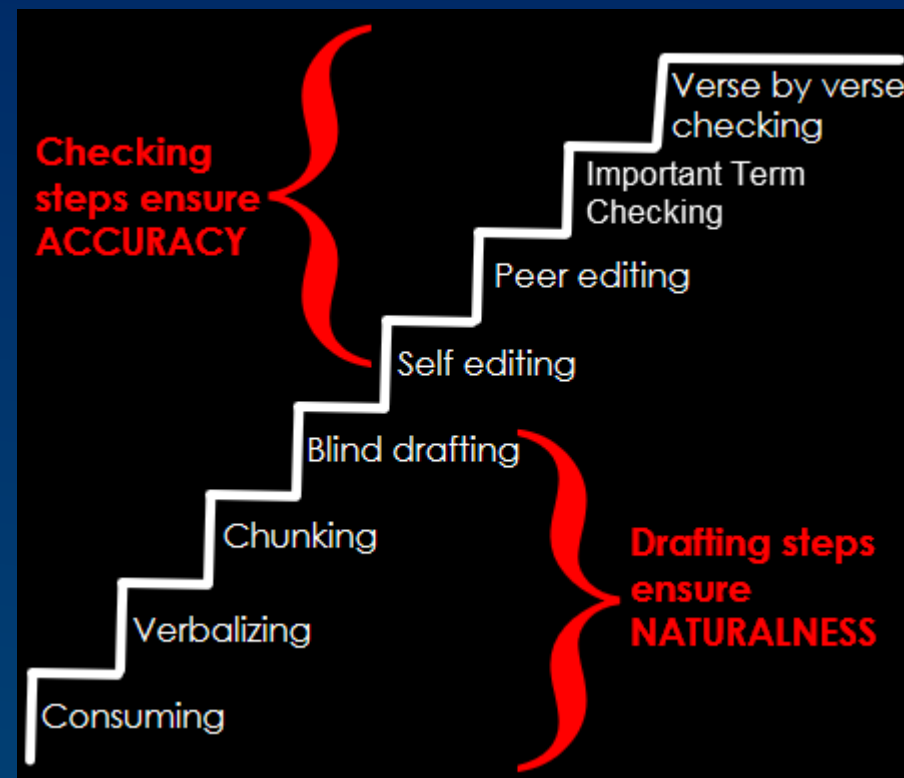 Verse by verse
checking
Checking
steps ensure
ACCURACY
Important Term
Checking
Peer editing
Self editing
Blind drafting
Chunking
Drafting steps
ensure
NATURALNESS
Verbalizing
Consuming